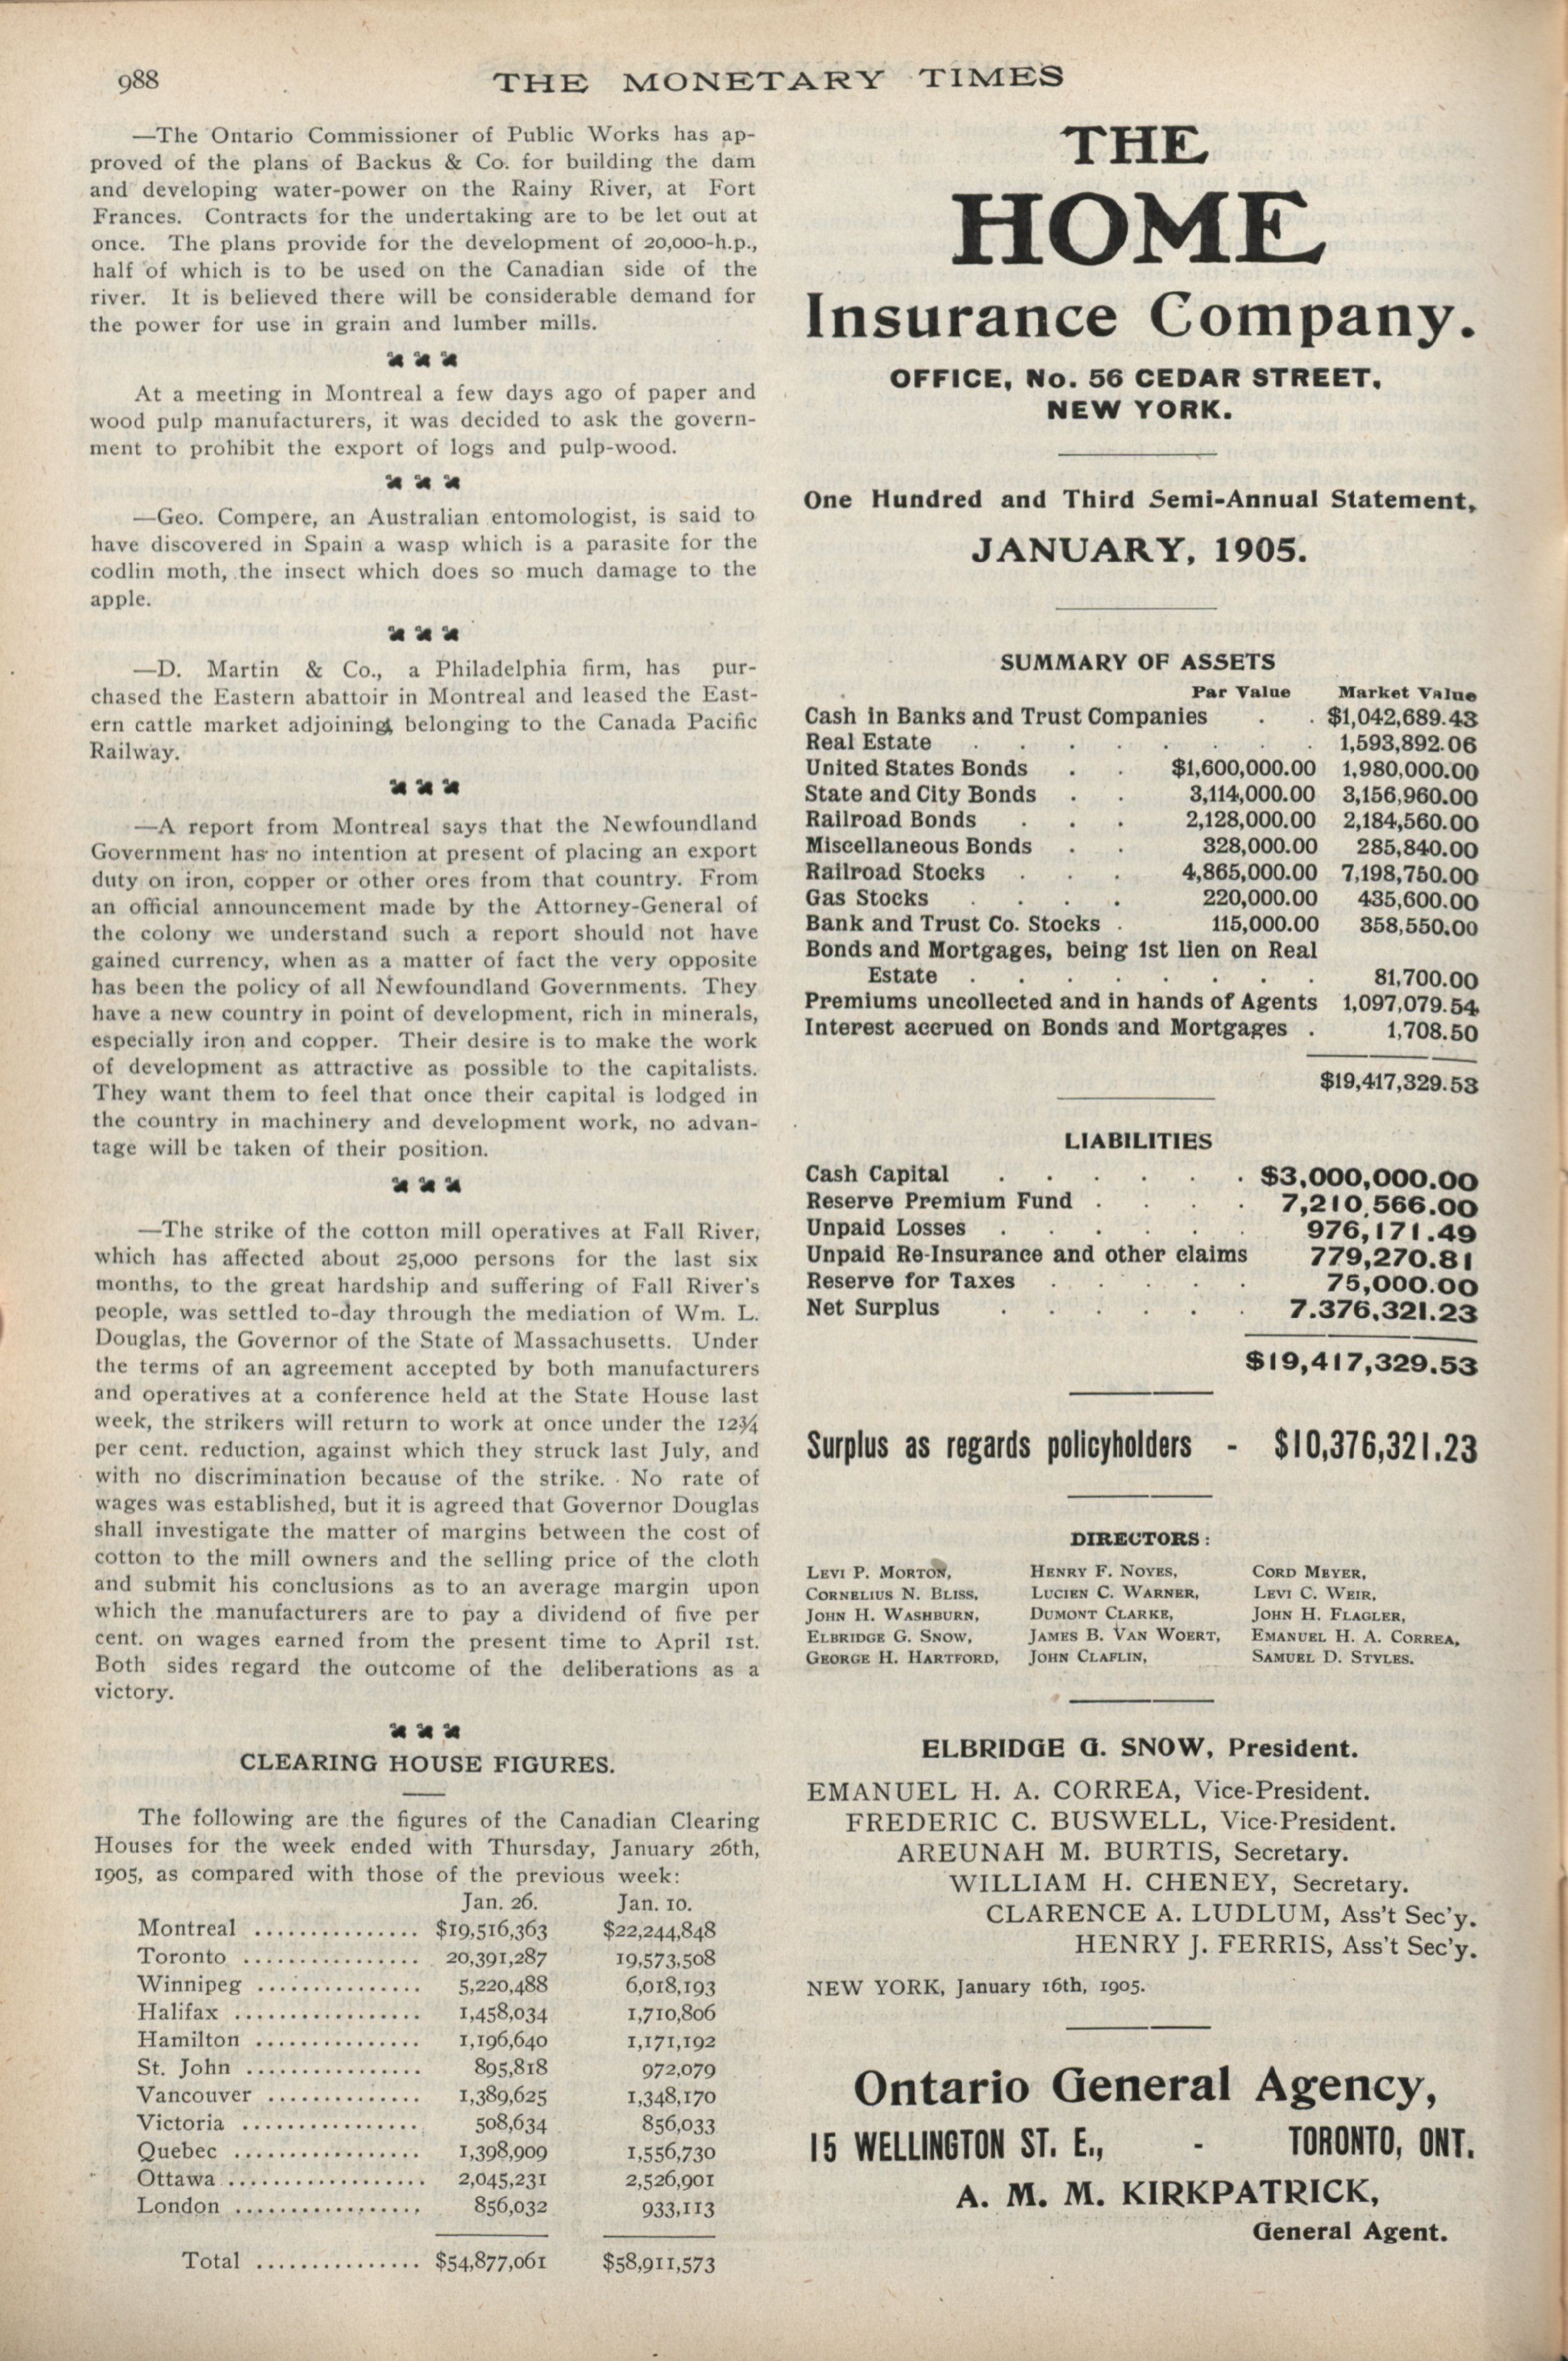 988
THE MONETARY TIMES
—The Ontario Commissioner of Public Works has ap-
proved of the plans of Backus & Co. for building the dam
and developing water-power on the Rainy River, at Fort
Frances. Contracts for the undertaking are to be let out at
once. The plans provide for the development of 20,000-h.p.,
half of which is to be used on the Canadian side of the
river. It is believed there will be considerable demand for
the power for use in grain and lumber mills.
At a meeting in Montreal a few days ago of paper and
wood pulp manufacturers, it was decided to ask the govern-
ment to prohibit the export of logs and pulp-wood.
—Geo. Compere, an Australian entomologist, is said to
have discovered in Spain a wasp which is a parasite for the
codlin moth, the insect which does so much damage to the
apple.
—D. Martin & Co., a Philadelphia firm, has pur-
chased the Eastern abattoir in Montreal and leased the East-
ern cattle market adjoining, belonging to the Canada Pacific
Railway.
—A report from Montreal says that the Newfoundland
Government has no intention at present of placing an export
duty on iron, copper or other ores from that country. From
an official announcement made by the Attorney-General of
the colony we understand such a report should not have
gained currency, when as a matter of fact the very opposite
has been the policy of all Newfoundland Governments. They
have a new country in point of development, rich in minerals,
especially iron and copper. Their desire is to make the work
of development as attractive as possible to the capitalists.
They want them to feel that once their capital is lodged in
the country in machinery and development work, no advan-
tage will be taken of their position.
—The strike of the cotton mill operatives at Fall River,
which has affected about 25,000 persons for the last six
months, to the great hardship and suffering of Fall River's
people, was settled to-day through the mediation of Wm. L.
Douglas, the Governor of the State of Massachusetts. Under
the terms of an agreement accepted by both manufacturers
and operatives at a conference held at the State House last
week, the strikers will return to work at once under the 12¾
per cent. reduction, against which they struck last July, and
with no discrimination because of the strike. No rate of
wages was established, but it is agreed that Governor Douglas
shall investigate the matter of margins between the cost of
cotton to the mill owners and the selling price of the cloth
and submit his conclusions as to an average margin upon
which the manufacturers are to pay a dividend of five per
cent. on wages earned from the present time to April 1st.
Both sides regard the outcome of the deliberations as a
victory.
CLEARING HOUSE FIGURES.
The following are the figures of the Canadian Clearing
Houses for the week ended with Thursday, January 26th,
1905, as compared with those of the previous week:
Jan. 26. Jan. 10.
Montreal ............... $19,516,363 $22,244,848
Toronto ................ 20,391,287 19,573,508
Winnipeg ............... 5,220,488 6,018,193
Halifax ................. 1,458,034 1,710,806
Hamilton ............... 1,196,640 1,171,192
St. John ................ 895,818 972,079
Vancouver .............. 1,389,625 1,348,170
Victoria ................ 508,634 856,033
Quebec ................. 1,398,909 1,556,730
Ottawa .................. 2,045,231 2,526,901
London ................. 856,032 933,113
Total ............... $54,877,061 $58,911,573
THE
HOME
Insurance Company.
OFFICE, No. 56 CEDAR STREET,
NEW YORK.
One Hundred and Third Semi-Annual Statement,
JANUARY, 1905.
SUMMARY OF ASSETS
Par Value Market Value
Cash in Banks and Trust Companies . . $1,042,689.43
Real Estate . . . . . . . . 1,593,892.06
United States Bonds . . $1,600,000.00 1,980,000.00
State and City Bonds . . 3,114,000.00 3,156,960.00
Railroad Bonds . . . 2,128,000.00 2,184,560.00
Miscellaneous Bonds . . 328,000.00 285,840.00
Railroad Stocks . . . 4,865,000.00 7,198,750.00
Gas Stocks . . . . 220,000.00 435,600.00
Bank and Trust Co. Stocks . 115,000.00 358,550.00
Bonds and Mortgages, being 1st lien on Real
Estate . . . . . . . . 81,700.00
Premiums uncollected and in hands of Agents 1,097,079.54
Interest accrued on Bonds and Mortgages . 1,708.50
$19,417,329.53
LIABILITIES
Cash Capital . . . . . . $3,000,000.00
Reserve Premium Fund . . . . 7,210,566.00
Unpaid Losses . . . . . . 976,171.49
Unpaid Re-Insurance and other claims 779,270.81
Reserve for Taxes . . . . . 75,000.00
Net Surplus . . . . . . 7.376,321.23
$19,417,329.53
Surplus as regards policyholders - $10,376,321.23
DIRECTORS:
LEVI P. MORTON, HENRY F. NOYES, CORD MEYER,
CORNELIUS N. BLISS, LUCIEN C. WARNER, LEVI C. WEIR,
JOHN H. WASHBURN, DUMONT CLARKE, JOHN H. FLAGLER,
ELBRIDGE G. SNOW, JAMES B. VAN WOERT, EMANUEL H. A. CORREA,
GEORGE H. HARTFORD, JOHN CLAFLIN, SAMUEL D. STYLES.
ELBRIDGE G. SNOW, President.
EMANUEL H. A. CORREA, Vice-President.
FREDERIC C. BUSWELL, Vice-President.
AREUNAH M. BURTIS, Secretary.
WILLIAM H. CHENEY, Secretary.
CLARENCE A. LUDLUM, Ass't Sec'y.
HENRY J. FERRIS, Ass't Sec'y.
NEW YORK, January 16th, 1905.
Ontario General Agency,
15 WELLINGTON ST. E., - TORONTO, ONT.
A. M. M. KIRKPATRICK,
General Agent.